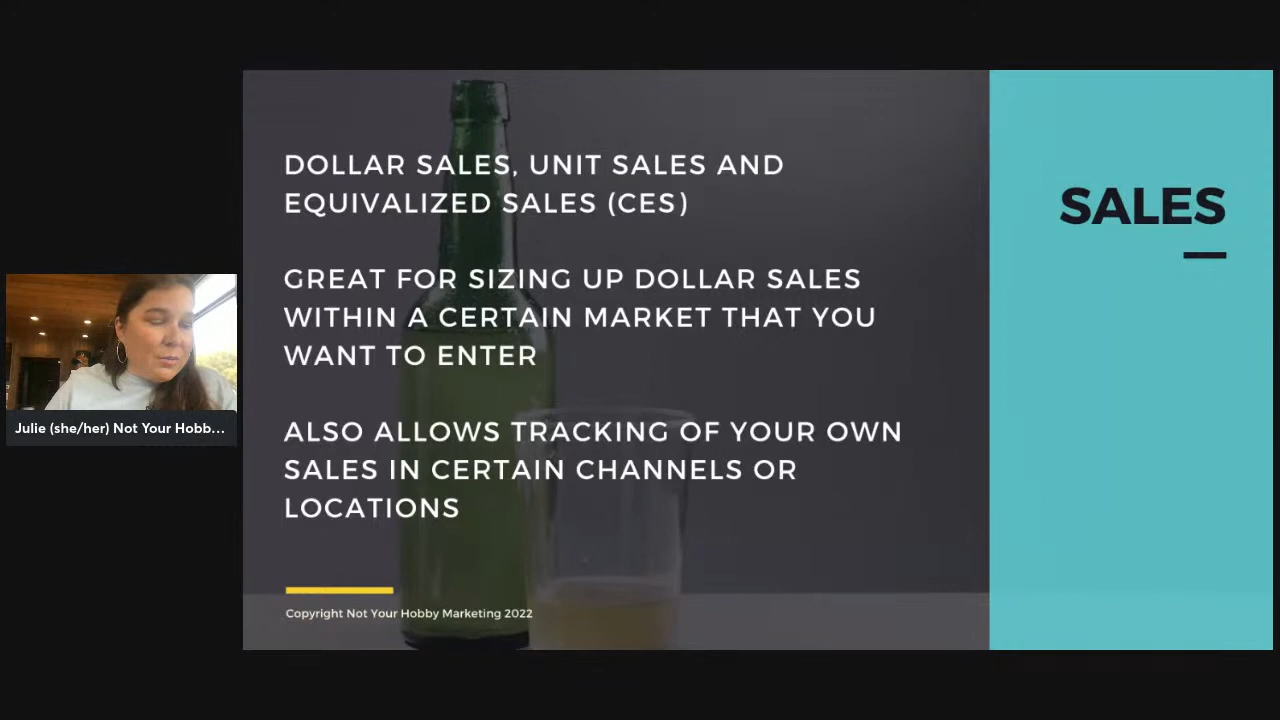 DOLLAR SALES, UNIT SALES AND
EQUIVALIZED SALES (CES)
GREAT FOR SIZING UP DOLLAR SALES
WITHIN A CERTAIN MARKET THAT YOU
WANT TO ENTER
ALSO ALLOWS TRACKING OF YOUR OWN
SALES IN CERTAIN CHANNELS OR
LOCATIONS
Copyright Not Your Hobby Marketing 2022
SALES
Julie (she/her) Not Your Hobb...